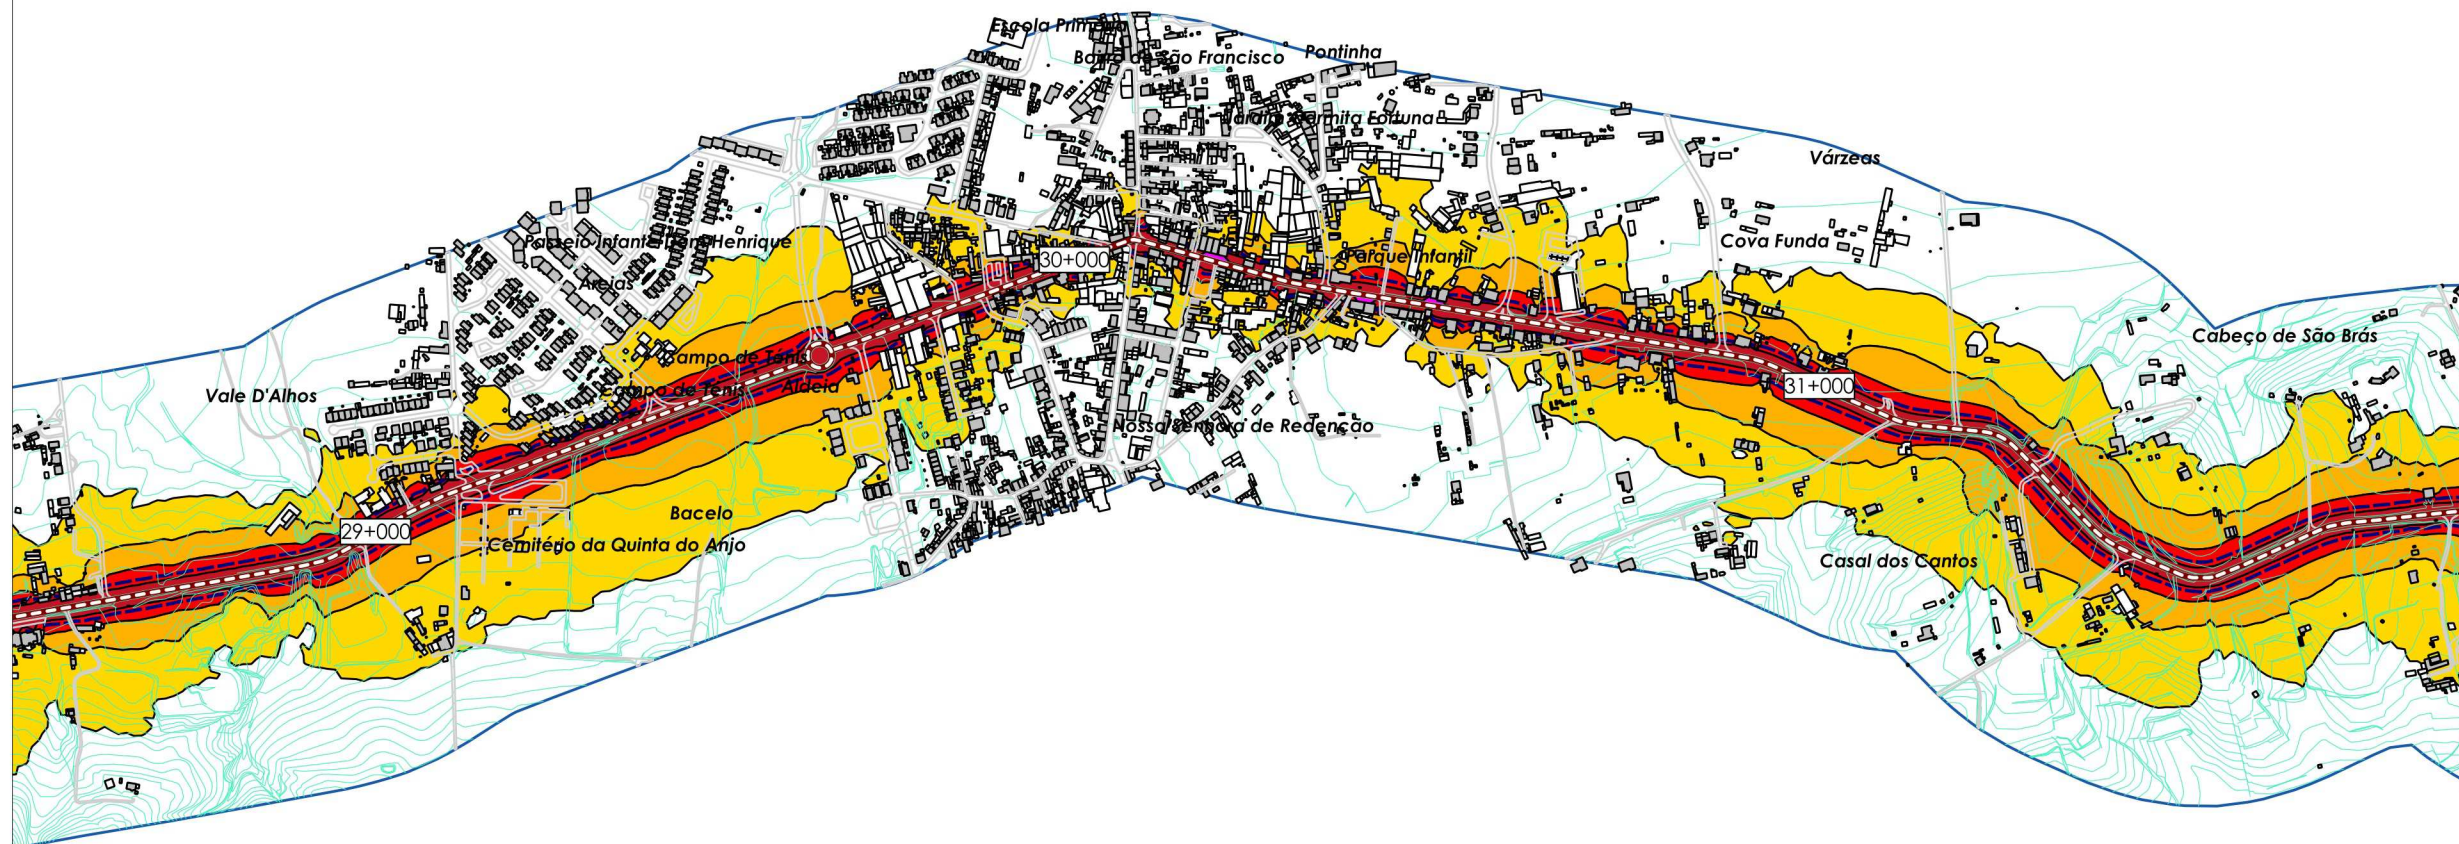 Escola Primária
Bairro de São Francisco
Pontinha
Jardim Carmita Fortuna
Várzeas
Passeio Infante Dom Henrique
Cova Funda
30+000
Parque Infantil
Areias
Cabeço de São Brás
Campo de Ténis
31+000
Aldeia
Campo de Ténis
Vale D'Alhos
Nossa Senhora de Redenção
Bacelo
29+000
Cemitério da Quinta do Anjo
Casal dos Cantos